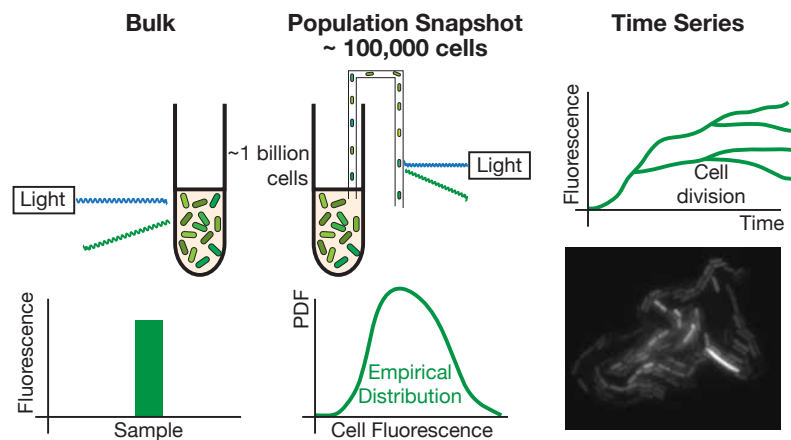 Bulk
Population Snapshot
~ 100,000 cells
Time Series
Light
~1 billion
cells
Light
Fluorescence
Cell
division
Time
Fluorescence
Sample
PDF
Empirical
Distribution
Cell Fluorescence